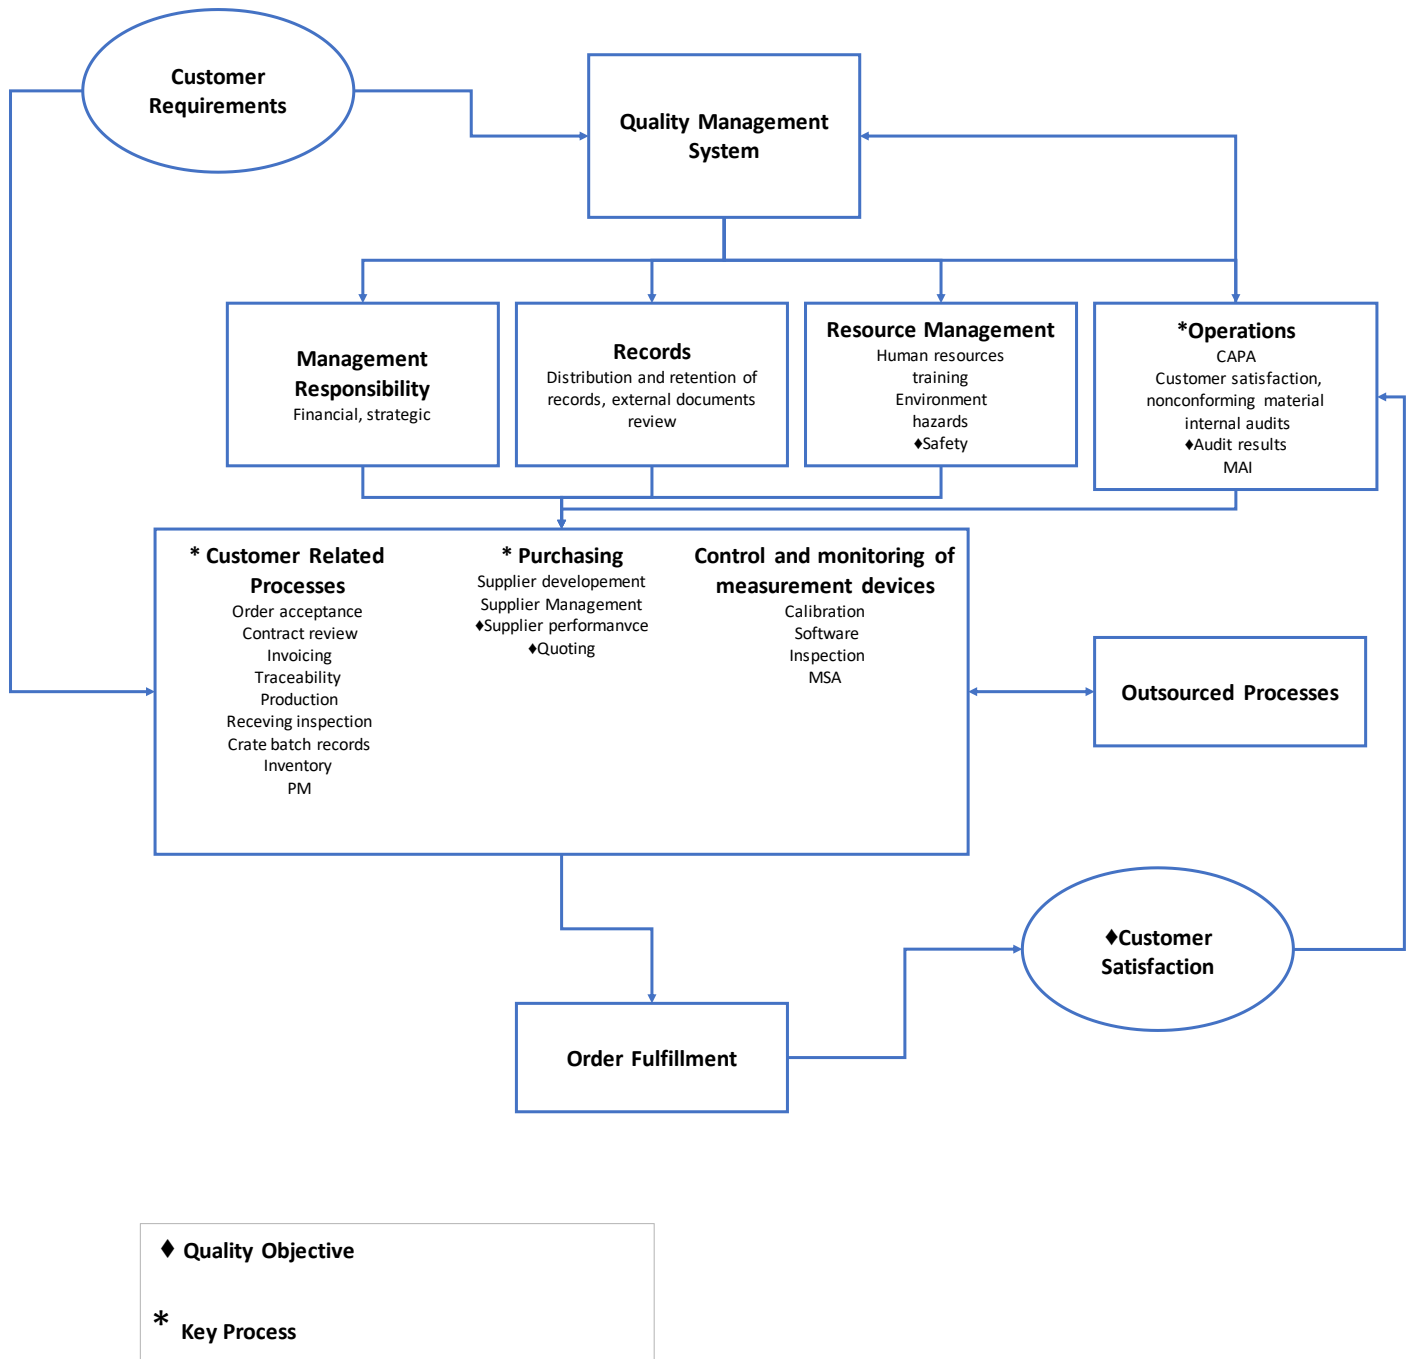 Customer
Requirements
Quality Management
System
Management
Responsibility
Financial, strategic
Records
Distribution and retention of
records, external documents
review
Resource Management
Human resources
training
Environment
hazards
♦Safety
*Operations
CAPA
Customer satisfaction,
nonconforming material
internal audits
♦Audit results
MAI
* Customer Related
Processes
Order acceptance
Contract review
Invoicing
Traceability
Production
Receving inspection
Crate batch records
Inventory
PM
* Purchasing
Supplier developement
Supplier Management
♦Supplier performanvce
♦Quoting
Control and monitoring of
measurement devices
Calibration
Software
Inspection
MSA
Outsourced Processes
♦Customer
Satisfaction
Order Fulfillment
♦ Quality Objective
* Key Process